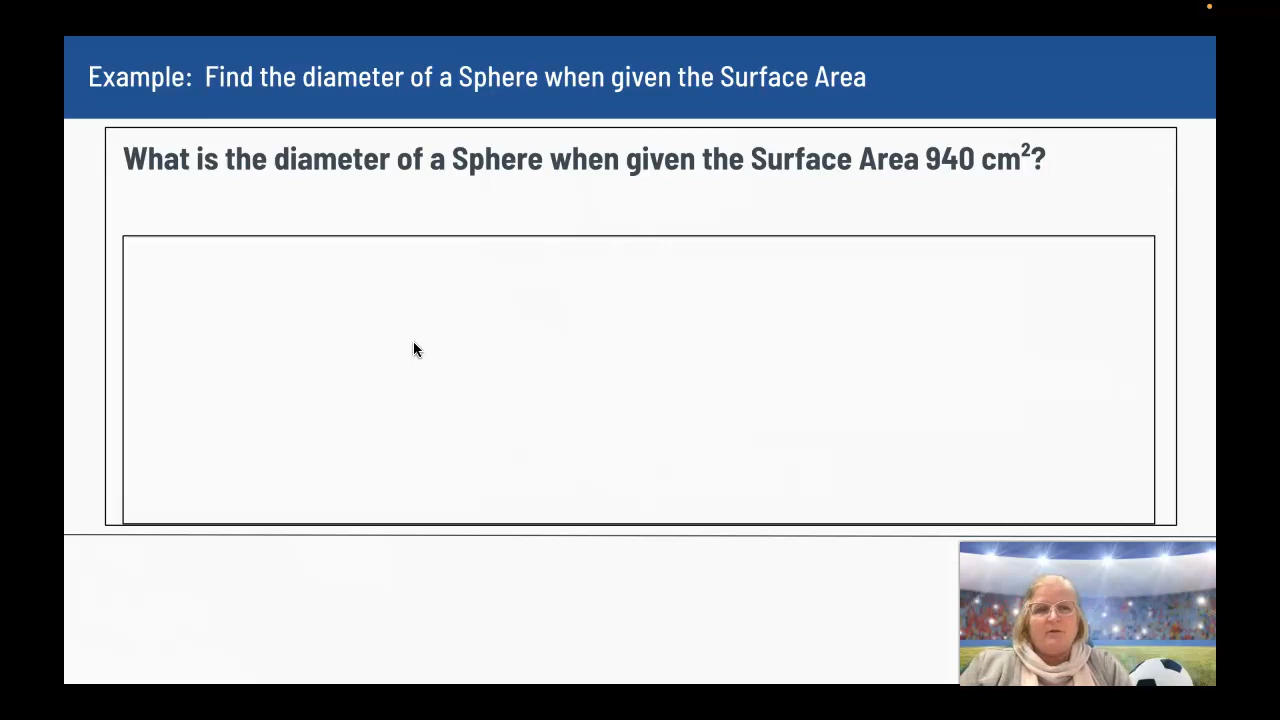 Example: Find the diameter of a Sphere when given the Surface Area
What is the diameter of a Sphere when given the Surface Area 940 cm²?